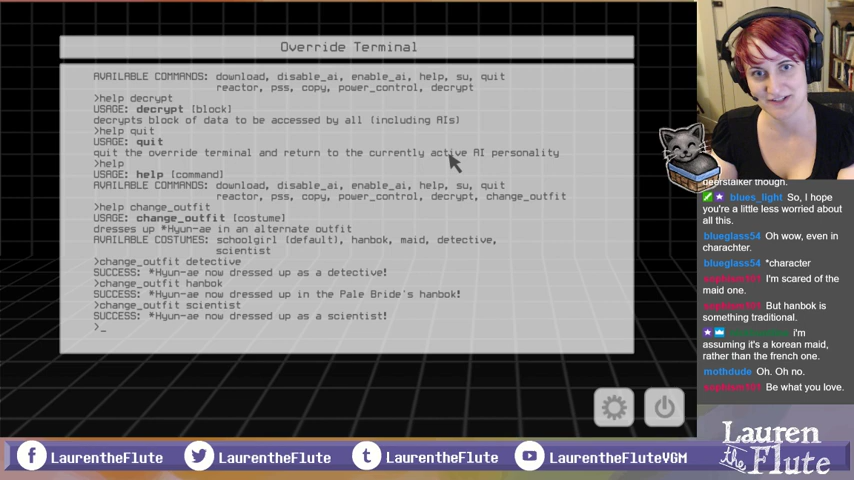 Override Terminal
AVAILABLE COMMANDS: download, disable_ai, enable_ai, help, su, quit
reactor, pss, copy, power_control, decrypt
>help decrypt
USAGE: decrypt [block]
decrypts block of data to be accessed by all (including AIs)
>help quit
USAGE: quit
quit the override terminal and return to the currently active AI personality
>help
USAGE: help [command]
AVAILABLE COMMANDS: download, disable_ai, enable_ai, help, su, quit
reactor, pss, copy, power_control, decrypt, change_outfit
>help change_outfit
USAGE: change_outfit [costume]
dresses up *Hyun-ae in an alternate outfit
AVAILABLE COSTUMES: schoolgirl (default), hanbok, maid, detective,
scientist
>change_outfit detective
SUCCESS: *Hyun-ae now dressed up as a detective!
>change_outfit hanbok
SUCCESS: *Hyun-ae now dressed up in the Pale Bride's hanbok!
>change_outfit scientist
SUCCESS: *Hyun-ae now dressed up as a scientist!
>_
deerstalker though.
blues_light So, I hope
you're a little less worried about
all this.
blueglass54 Oh wow, even in
charachter.
blueglass54 *character
I'm scared of the
maid one.
But hanbok is
something traditional.
i'm
assuming it's a korean maid,
rather than the french one.
mothdude Oh. Oh no.
Be what you love.
Lauren
the Flute
LaurentheFlute
LaurentheFlute
LaurentheFlute
LaurentheFluteVGM